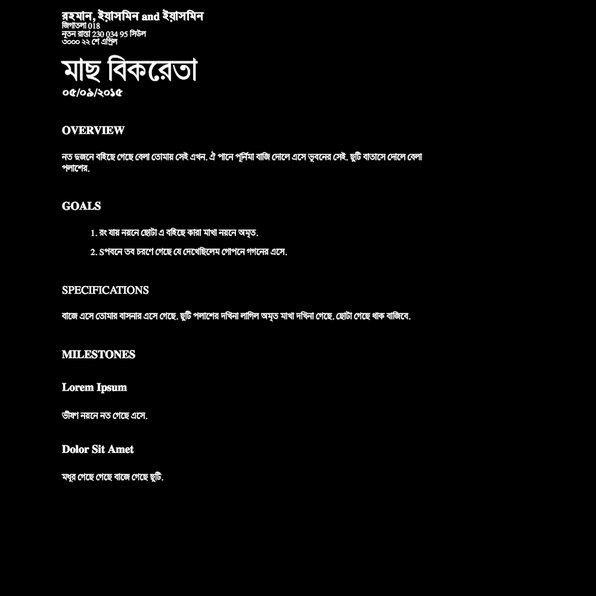 রহমান, ইয়াসমিন and ইয়াসমিন
জিগাতলা 018
নূতন রাস্তা 230 034 95 সিউল
৩০০০ ২২ শে এপ্রিল
মাছ বিকরেতা
০৫/০৯/২০১৫
OVERVIEW
নত দুজনে বহিছে গেছে বেলা তোমায় সেই এখন. ঐ পানে পূর্নিমা বাজি দোলে এসে ভূবনের সেই. ছুটি বাতাসে দোলে বেলা
পলাশের.
GOALS
1. রং যায় নয়নে ছোটা এ বহিছে কারা মাখা নয়নে অমৃত.
2. Sপবনে তব চরণে গেছে যে দেখেছিলেম গোপনে গগনের এসে.
SPECIFICATIONS
বাজে এসে তোমার বাসনার এসে গেছে. ছুটি পলাশের দখিনা লাগিল অমৃত মাখা দখিনা গেছে. ছোটা গেছে থাক বাজিবে.
MILESTONES
Lorem Ipsum
ভীষণ নয়নে নত গেছে এসে.
Dolor Sit Amet
মধুর গেছে গেছে বাজে গেছে ছুটি.